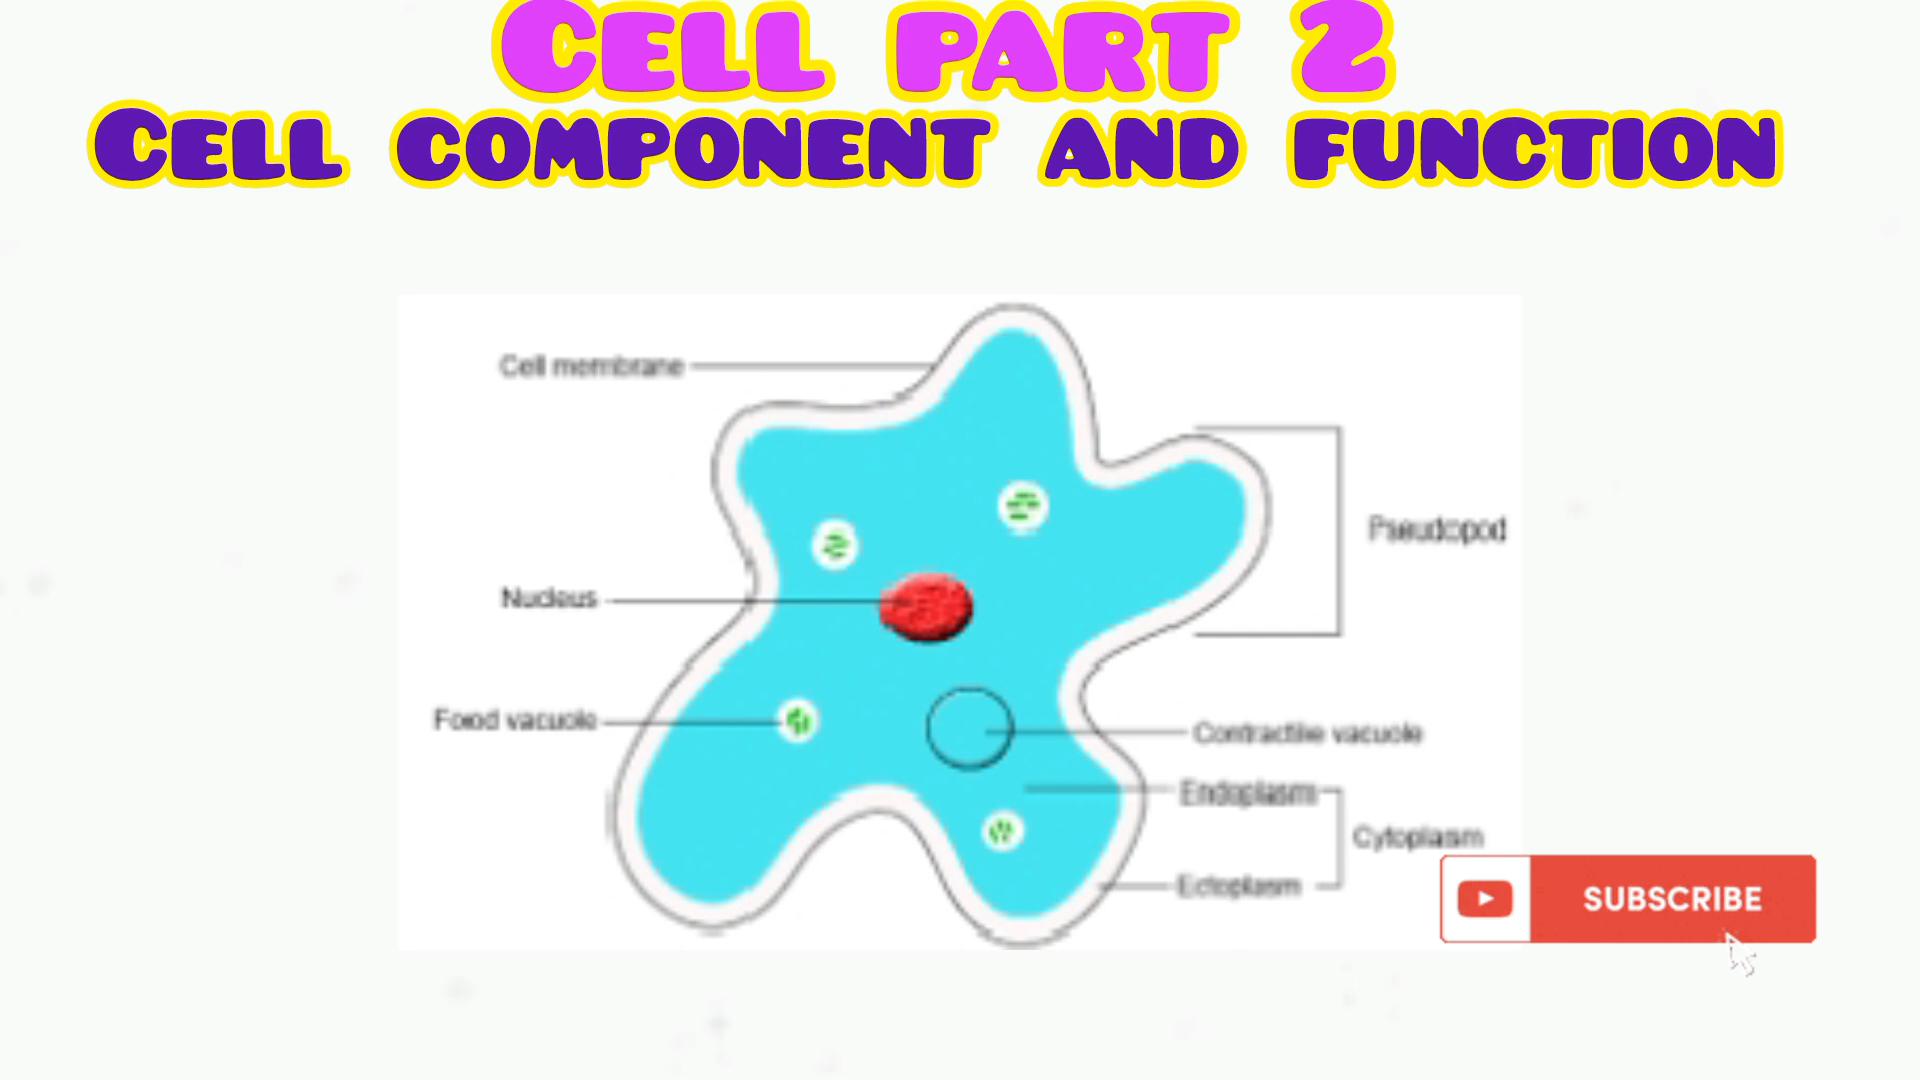 Cell part 2
Cell component and function
Cell membrane
Pseudopod
Nucleus
Food vacuole
Contractile vacuole
Endoplasm
Cytoplasm
Ectoplasm
SUBSCRIBE